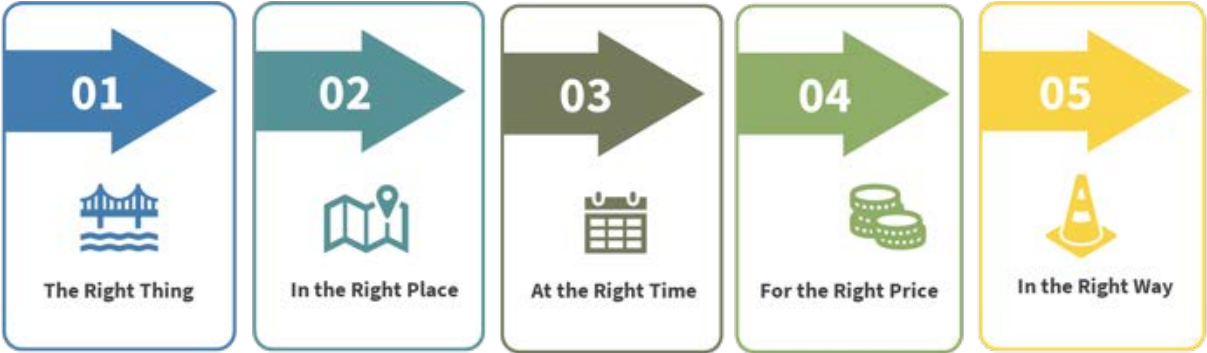 01
The Right Thing
02
In the Right Place
03
At the Right Time
04
For the Right Price
05
In the Right Way